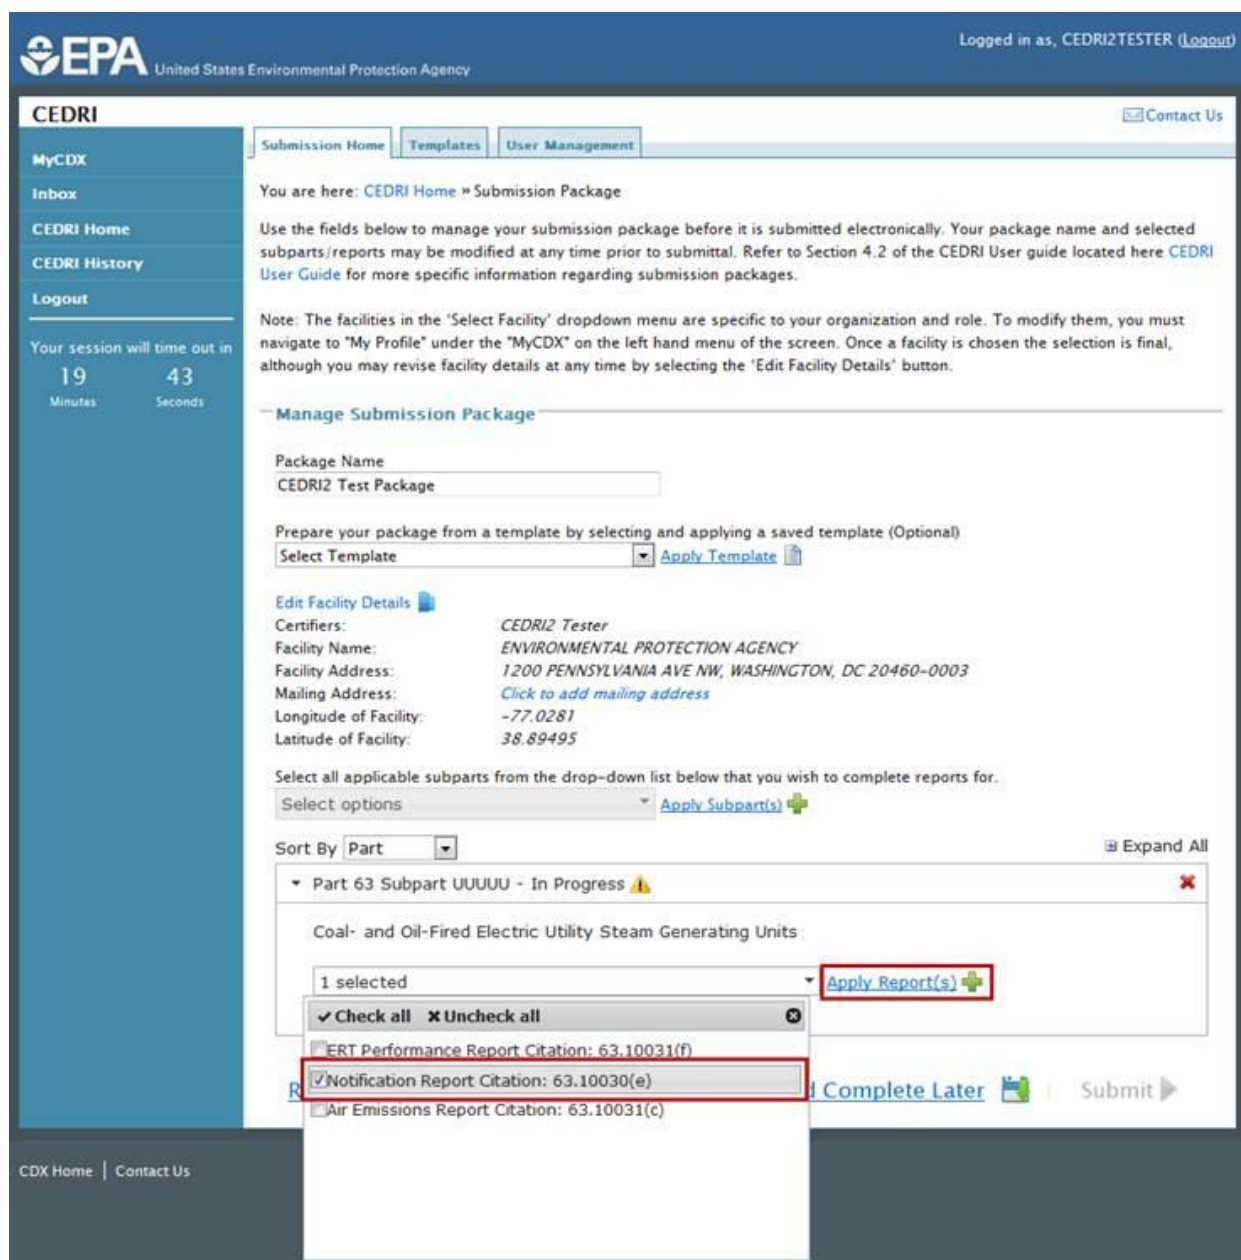 EPA United States Environmental Protection Agency
Logged in as, CEDRI2TESTER (Logout)
CEDRI
Contact Us
MyCDX
Inbox
CEDRI Home
CEDRI History
Logout
Your session will time out in
19 43
Minutes Seconds
Submission Home Templates User Management
You are here: CEDRI Home » Submission Package
Use the fields below to manage your submission package before it is submitted electronically. Your package name and selected
subparts/reports may be modified at any time prior to submittal. Refer to Section 4.2 of the CEDRI User guide located here CEDRI
User Guide for more specific information regarding submission packages.
Note: The facilities in the 'Select Facility' dropdown menu are specific to your organization and role. To modify them, you must
navigate to "My Profile" under the "MyCDX" on the left hand menu of the screen. Once a facility is chosen the selection is final,
although you may revise facility details at any time by selecting the 'Edit Facility Details' button.
Manage Submission Package
Package Name
CEDRI2 Test Package
Prepare your package from a template by selecting and applying a saved template (Optional)
Select Template Apply Template
Edit Facility Details
Certifiers: CEDRI2 Tester
Facility Name: ENVIRONMENTAL PROTECTION AGENCY
Facility Address: 1200 PENNSYLVANIA AVE NW, WASHINGTON, DC 20460-0003
Mailing Address: Click to add mailing address
Longitude of Facility: -77.0281
Latitude of Facility: 38.89495
Select all applicable subparts from the drop-down list below that you wish to complete reports for.
Select options Apply Subpart(s)
Sort By Part Expand All
Part 63 Subpart UUUUU - In Progress
Coal- and Oil-Fired Electric Utility Steam Generating Units
1 selected Apply Report(s)
Check all Uncheck all
ERT Performance Report Citation: 63.10031(f)
Notification Report Citation: 63.10030(e)
Air Emissions Report Citation: 63.10031(c)
Complete Later Submit
CDX Home | Contact Us